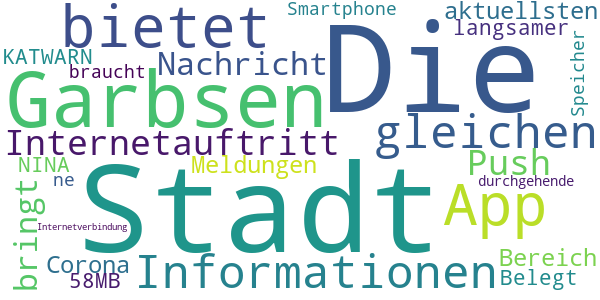 Smartphone
aktuellsten
bietet
Die
langsamer
KATWARN
Nachricht
braucht
Speicher
Garbsen
Internetauftritt
gleichen
NINA
Meldungen
Push
ne
Stadt
durchgehende
bringt
App
Internetverbindung
Corona
Informationen
Bereich
58MB
Belegt